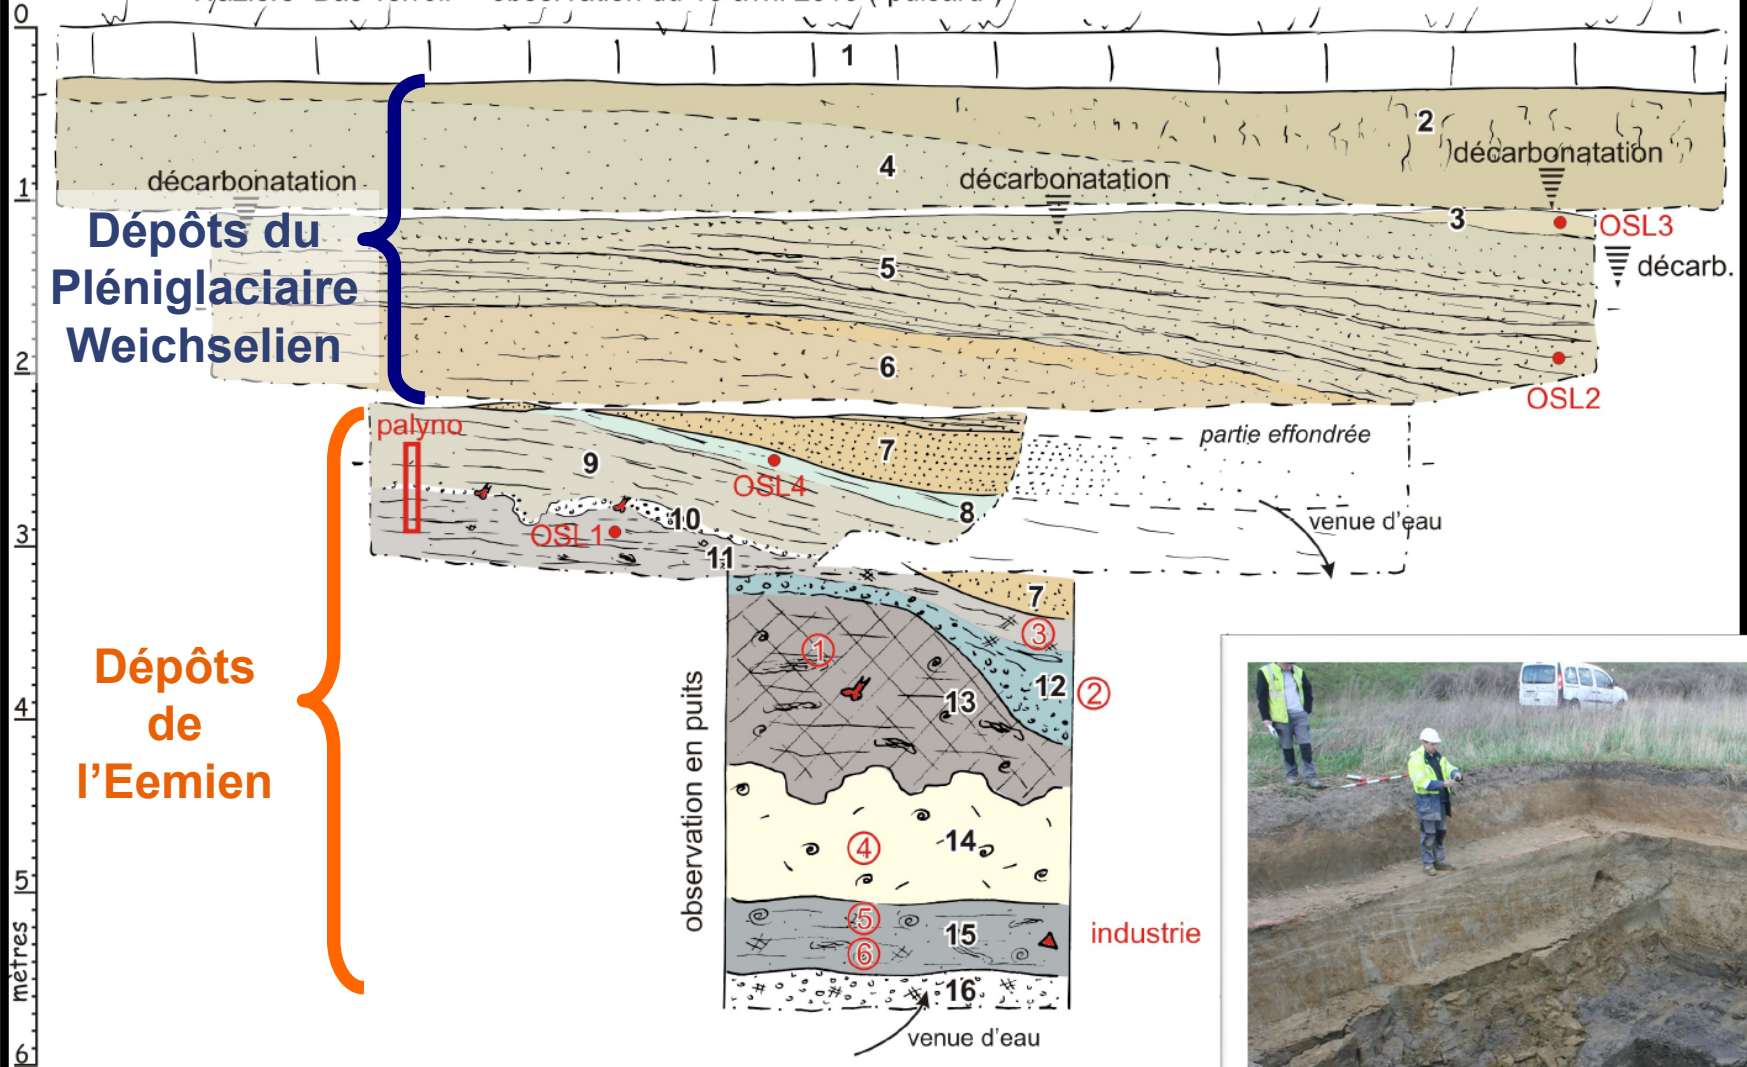 0
1
2
décarbonatation
4
décarbonatation
décarbonatation
1
3
OSL3
Dépôts du
Pléniglaciaire
Weichselien
5
décarb.
2
6
OSL2
palyno
7
partie effondrée
9
OSL4
8
10
venue d'eau
OSL1
3
11
7
3
1
Dépôts
de
l'Eemien
12
2
13
4
observation en puits
14
4
5
5
15
industrie
6
mètres
16
venue d'eau
6